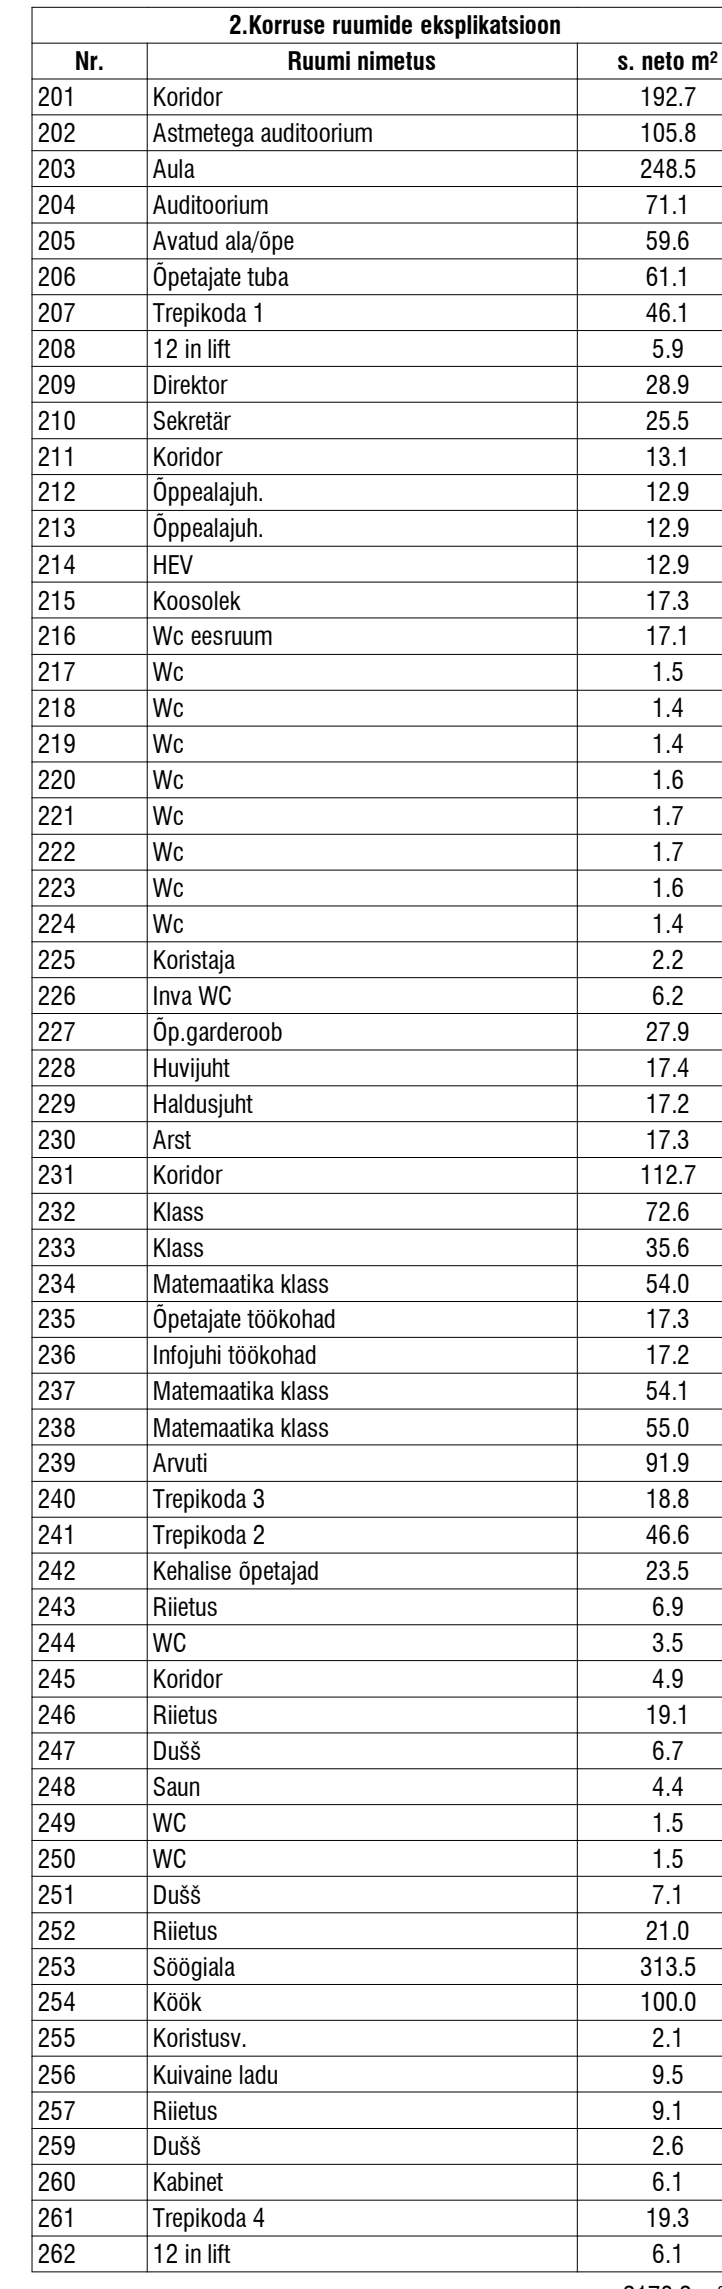 2.Korruse ruumide eksplikatsioon
Nr. Ruumi nimetus s. neto m²
201 Koridor 192.7
202 Astmetega auditoorium 105.8
203 Aula 248.5
204 Auditoorium 71.1
205 Avatud ala/õpe 59.6
206 Õpetajate tuba 61.1
207 Trepikoda 1 46.1
208 12 in lift 5.9
209 Direktor 28.9
210 Sekretär 25.5
211 Koridor 13.1
212 Õppealajuh. 12.9
213 Õppealajuh. 12.9
214 HEV 12.9
215 Koosolek 17.3
216 Wc eesruum 17.1
217 Wc 1.5
218 Wc 1.4
219 Wc 1.4
220 Wc 1.6
221 Wc 1.7
222 Wc 1.7
223 Wc 1.6
224 Wc 1.4
225 Koristaja 2.2
226 Inva WC 6.2
227 Õp.garderoob 27.9
228 Huvijuht 17.4
229 Haldusjuht 17.2
230 Arst 17.3
231 Koridor 112.7
232 Klass 72.6
233 Klass 35.6
234 Matemaatika klass 54.0
235 Õpetajate töökohad 17.3
236 Infojuhi töökohad 17.2
237 Matemaatika klass 54.1
238 Matemaatika klass 55.0
239 Arvuti 91.9
240 Trepikoda 3 18.8
241 Trepikoda 2 46.6
242 Kehalise õpetajad 23.5
243 Riietus 6.9
244 WC 3.5
245 Koridor 4.9
246 Riietus 19.1
247 Dušš 6.7
248 Saun 4.4
249 WC 1.5
250 WC 1.5
251 Dušš 7.1
252 Riietus 21.0
253 Söögiala 313.5
254 Köök 100.0
255 Koristusv. 2.1
256 Kuivaine ladu 9.5
257 Riietus 9.1
259 Dušš 2.6
260 Kabinet 6.1
261 Trepikoda 4 19.3
262 12 in lift 6.1